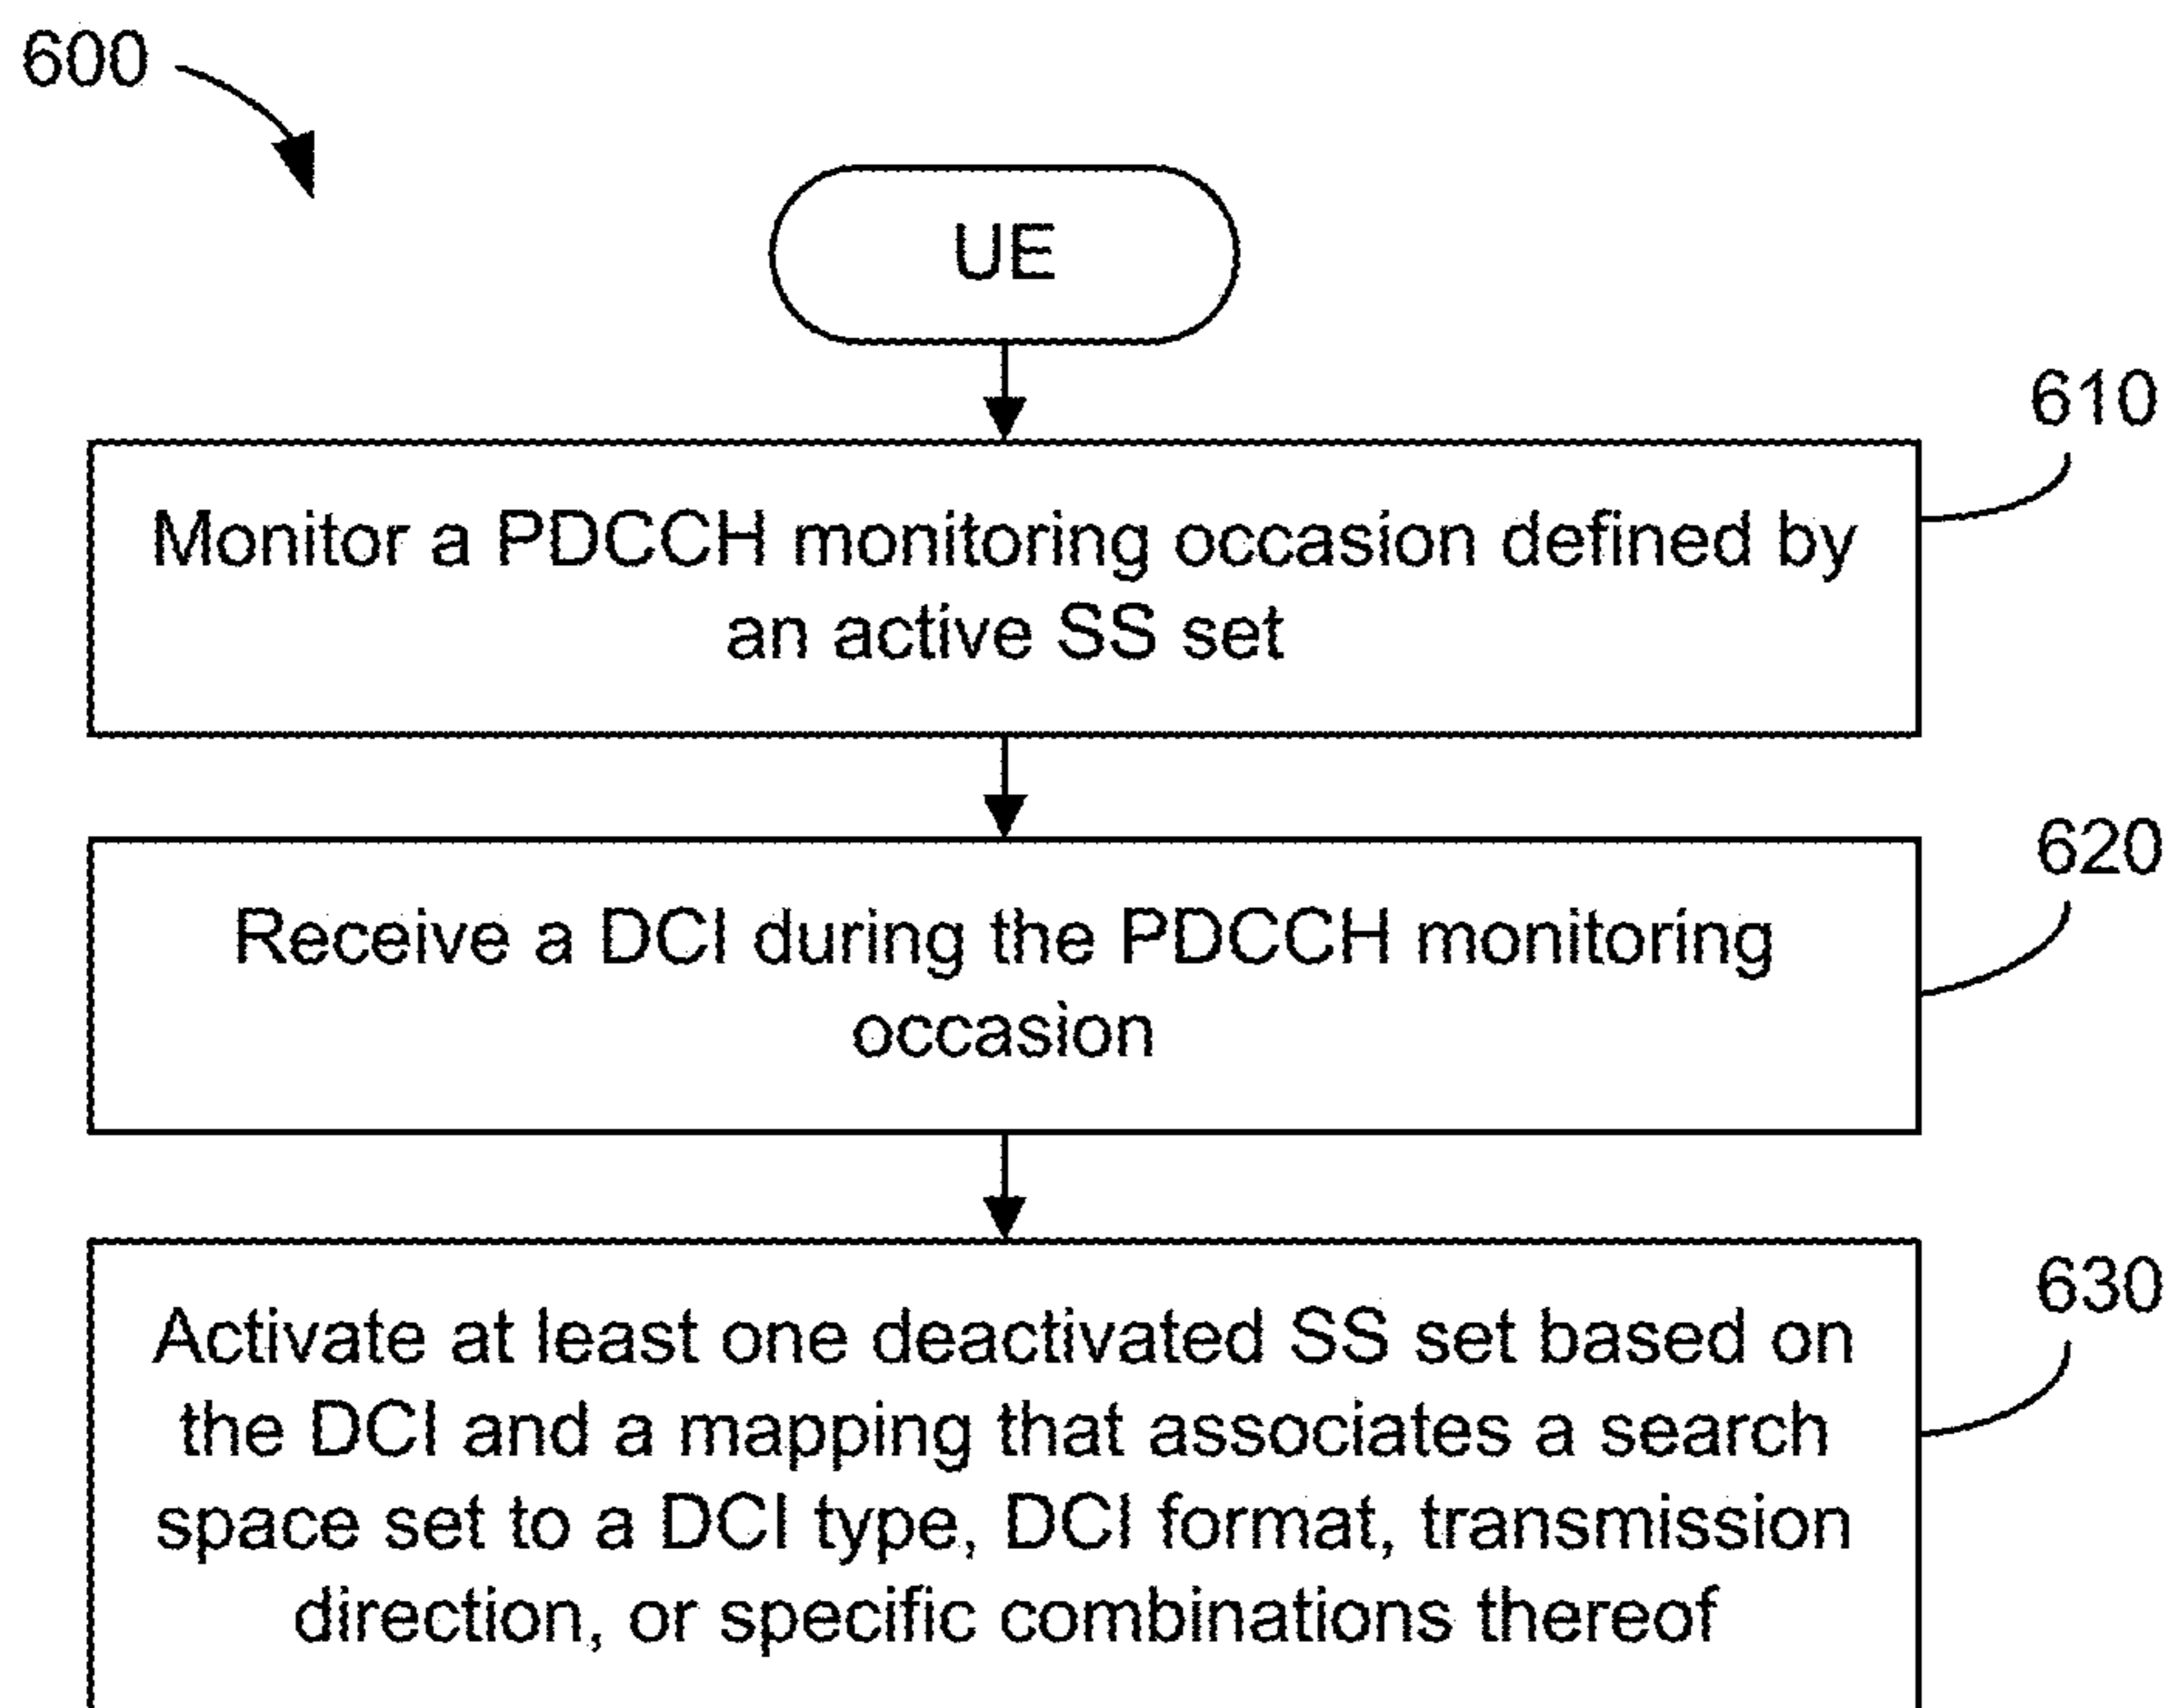 600
UE
610
Monitor a PDCCH monitoring occasion defined by
an active SS set
620
Receive a DCI during the PDCCH monitoring
occasion
630
Activate at least one deactivated SS set based on
the DCI and a mapping that associates a search
space set to a DCI type, DCI format, transmission
direction, or specific combinations thereof